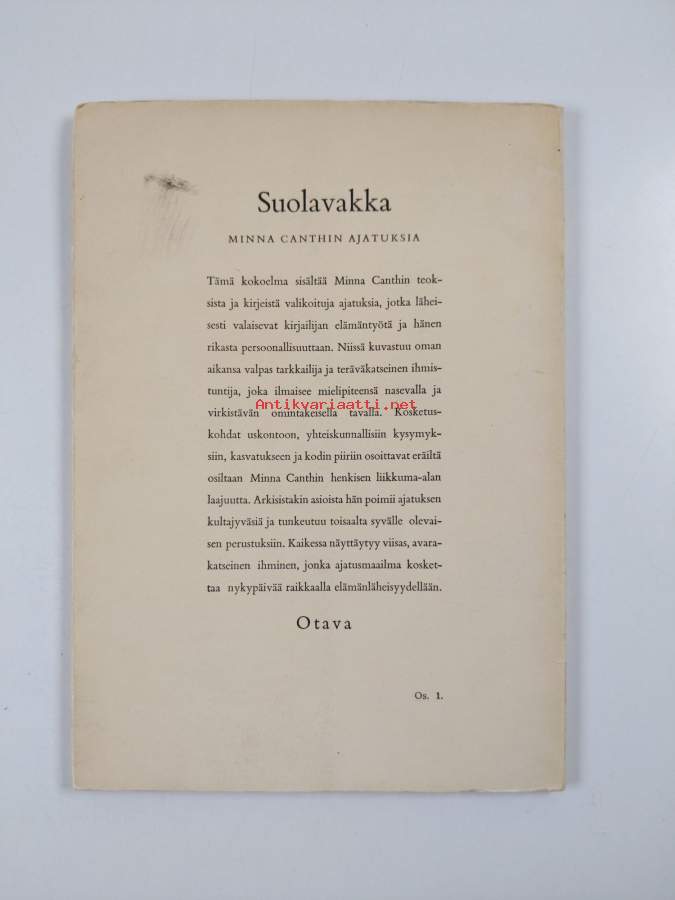 Suolavakka
MINNA CANTHIN AJATUKSIA
Tämä kokoelma sisältää Minna Canthin teok-
sista ja kirjeistä valikoituja ajatuksia, jotka lähei-
sesti valaisevat kirjailijan elämäntyötä ja hänen
rikasta persoonallisuuttaan. Niissä kuvastuu oman
aikansa valpas tarkkailija ja teräväkatseinen ihmis-
tuntija, joka ilmaisee mielipiteensä nasevalla ja
Antikvariaatti.net
virkistävän omintakeisella tavalla. Kosketus-
kohdat uskontoon, yhteiskunnallisiin kysymyk-
siin, kasvatukseen ja kodin piiriin osoittavat eräiltä
osiltaan Minna Canthin henkisen liikkuma-alan
laajuutta. Arkisistakin asioista hän poimii ajatuksen
kultajyväsiä ja tunkeutuu toisaalta syvälle olevai-
sen perustuksiin. Kaikessa näyttäytyy viisas, avara-
katseinen ihminen, jonka ajatusmaailma kosket-
taa nykypäivää raikkaalla elämänläheisyydellään.
Otava
Os. 1.